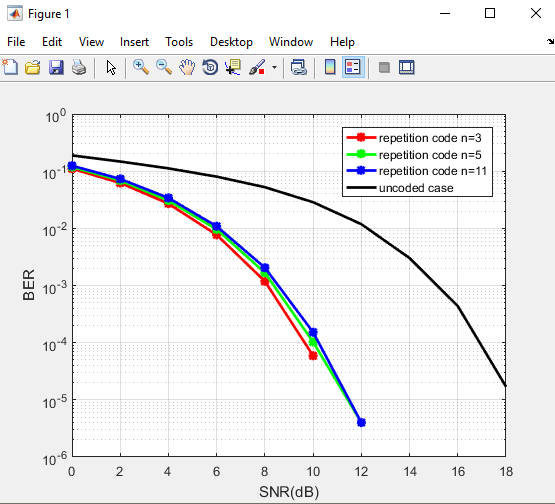 Figure 1
File Edit View Insert Tools Desktop Window Help
10^0
10^-1
10^-2
10^-3
10^-4
10^-5
10^-6
BER
repetition code n=3
repetition code n=5
repetition code n=11
uncoded case
0 2 4 6 8 10 12 14 16 18
SNR(dB)